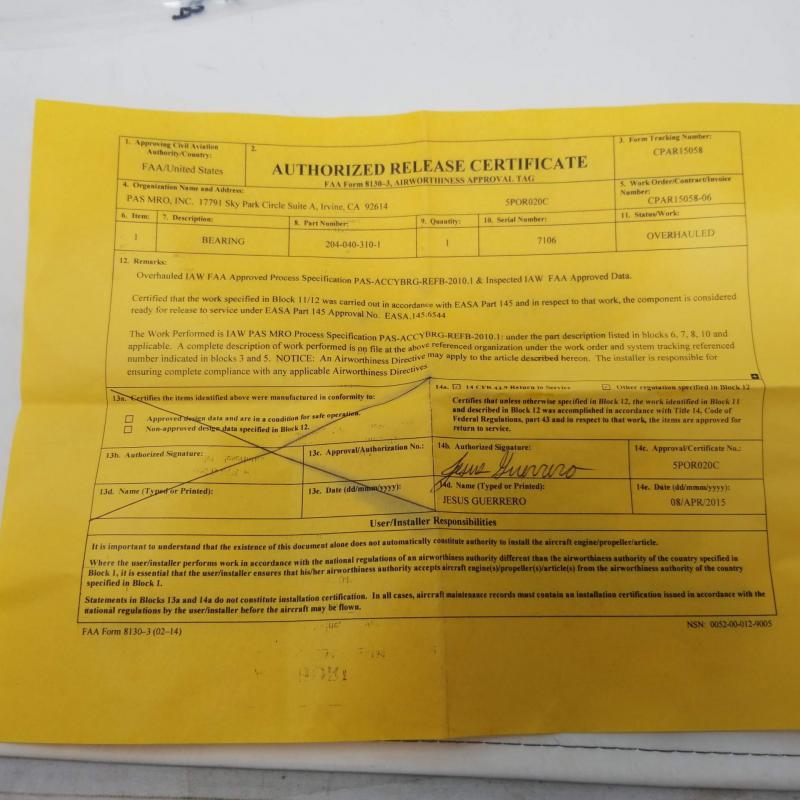 1. Approving Civil Aviation
Authority/Country:
FAA/United States
2.
AUTHORIZED RELEASE CERTIFICATE
FAA Form 8130-3, AIRWORTHINESS APPROVAL TAG
3. Form Tracking Number:
CPAR15058
4. Organization Name and Address:
PAS MRO, INC. 17791 Sky Park Circle Suite A, Irvine, CA 92614
5POR020C
5. Work Order/Contract/Invoice
Number:
CPAR15058-06
6. Item:
7. Description:
8. Part Number:
9. Quantity:
10. Serial Number:
11. Status/Work:
1
BEARING
204-040-310-1
1
7106
OVERHAULED
12. Remarks:
Overhauled IAW FAA Approved Process Specification PAS-ACCYBRG-REFB-2010.1 & Inspected IAW FAA Approved Data.
Certified that the work specified in Block 11/12 was carried out in accordance with EASA Part 145 and in respect to that work, the component is considered
ready for release to service under EASA Part 145 Approval No. EASA.145.6544
The Work Performed is IAW PAS MRO Process Specification PAS-ACCYBRG-REFB-2010.1: under the part description listed in blocks 6, 7, 8, 10 and
applicable. A complete description of work performed is on file at the above referenced organization under the work order and system tracking referenced
number indicated in blocks 3 and 5. NOTICE: An Airworthiness Directive may apply to the article described hereon. The installer is responsible for
ensuring complete compliance with any applicable Airworthiness Directives
13a. Certifies the items identified above were manufactured in conformity to:
Approved design data and are in a condition for safe operation.
Non-approved design data specified in Block 12.
14a. 14 CFR 43.9 Return to Service
Other regulation specified in Block 12
Certifies that unless otherwise specified in Block 12, the work identified in Block 11
and described in Block 12 was accomplished in accordance with Title 14, Code of
Federal Regulations, part 43 and in respect to that work, the items are approved for
return to service.
13b. Authorized Signature:
13c. Approval/Authorization No.:
14b. Authorized Signature:
Jesus Guerrero
14c. Approval/Certificate No.:
5POR020C
13d. Name (Typed or Printed):
13e. Date (dd/mmm/yyyy):
14d. Name (Typed or Printed):
JESUS GUERRERO
14e. Date (dd/mmm/yyyy):
08/APR/2015
User/Installer Responsibilities
It is important to understand that the existence of this document alone does not automatically constitute authority to install the aircraft engine/propeller/article.
Where the user/installer performs work in accordance with the national regulations of an airworthiness authority different than the airworthiness authority of the country specified in
Block 1, it is essential that the user/installer ensures that his/her airworthiness authority accepts aircraft engine(s)/propeller(s)/article(s) from the airworthiness authority of the country
specified in Block 1.
Statements in Blocks 13a and 14a do not constitute installation certification. In all cases, aircraft maintenance records must contain an installation certification issued in accordance with the
national regulations by the user/installer before the aircraft may be flown.
FAA Form 8130-3 (02-14)
NSN: 0052-00-012-9005